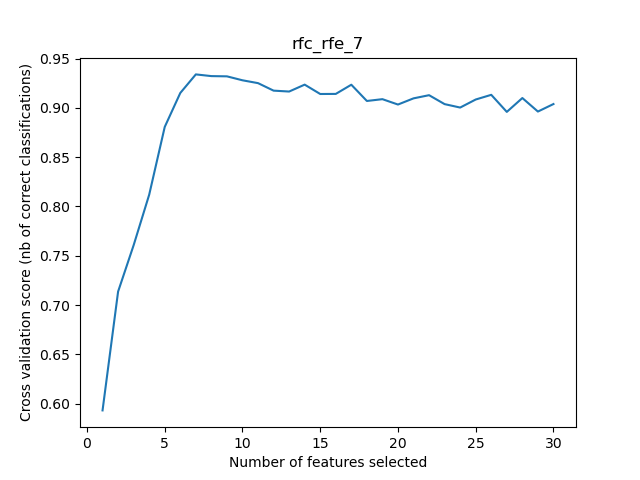 rfc_rfe_7
Cross validation score (nb of correct classifications)
0.95
0.90
0.85
0.80
0.75
0.70
0.65
0.60
0 5 10 15 20 25 30
Number of features selected